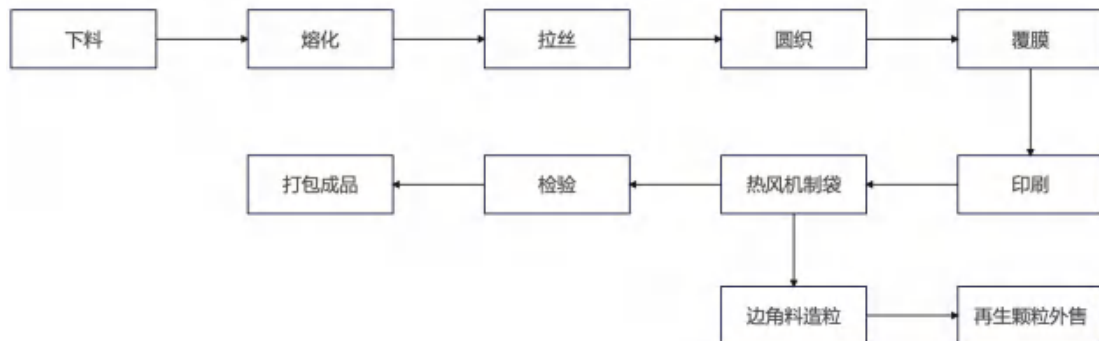 下料
熔化
拉丝
圆织
覆膜
打包成品
检验
热风机制袋
印刷
边角料造粒
再生颗粒外售